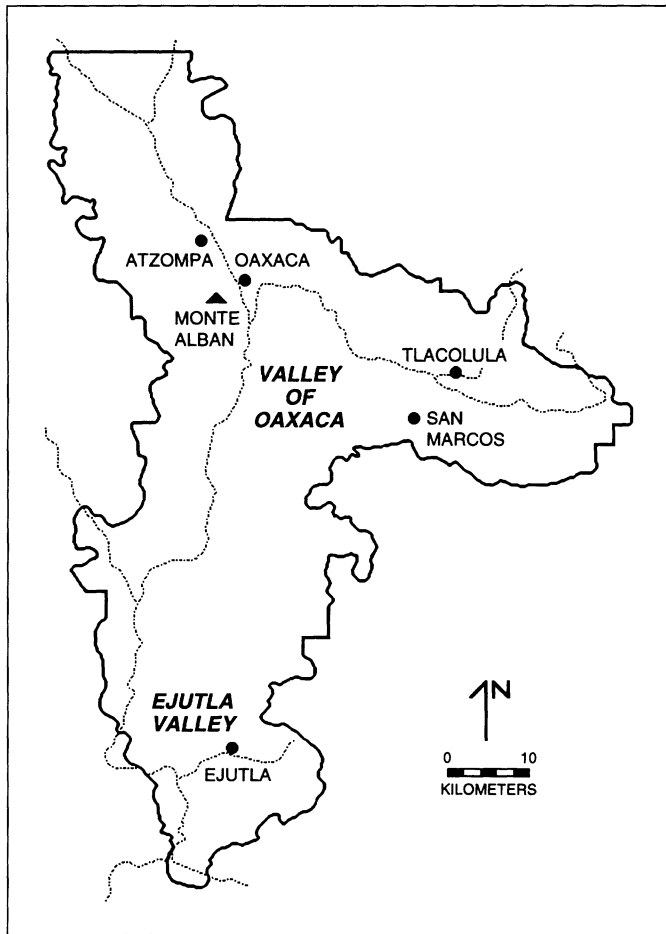 ATZOMPA
OAXACA
MONTE
ALBAN
TLACOLULA
VALLEY
OF
OAXACA
SAN
MARCOS
EJUTLA
VALLEY
EJUTLA
N
0 10
KILOMETERS